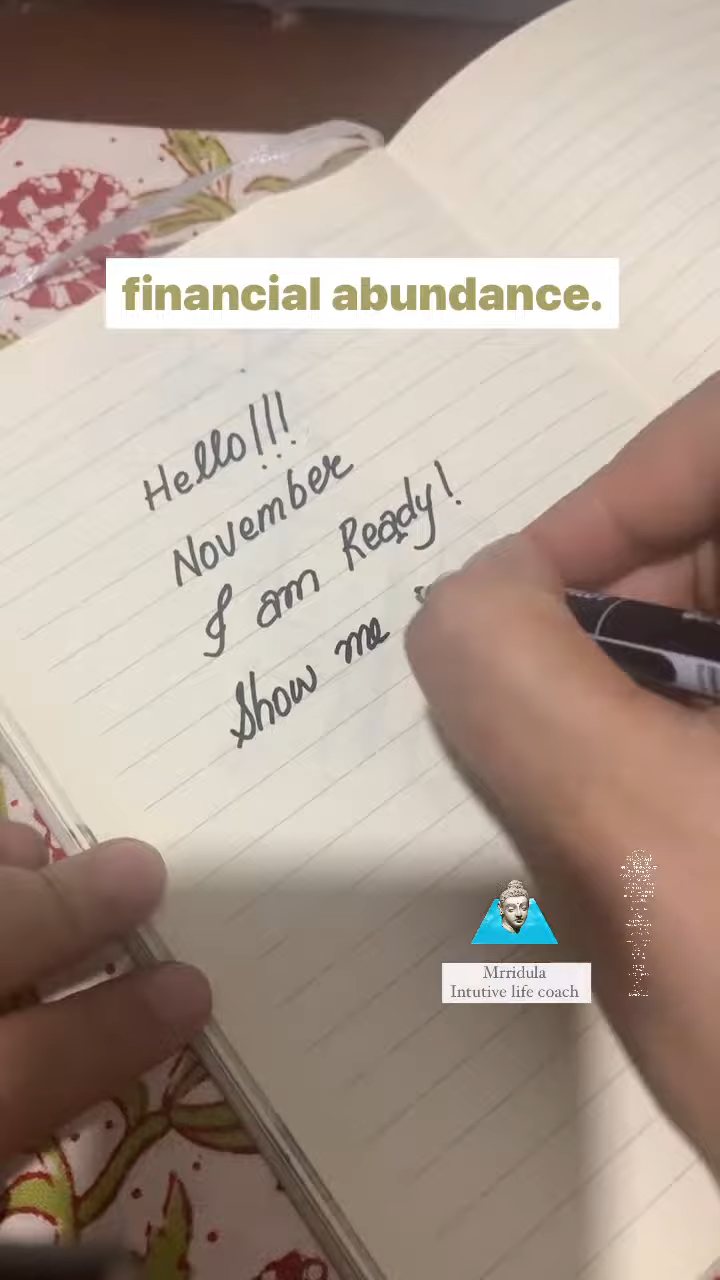 financial abundance.
Hello!!!
November
I am Ready!
Show me
Mrridula
Intutive life coach